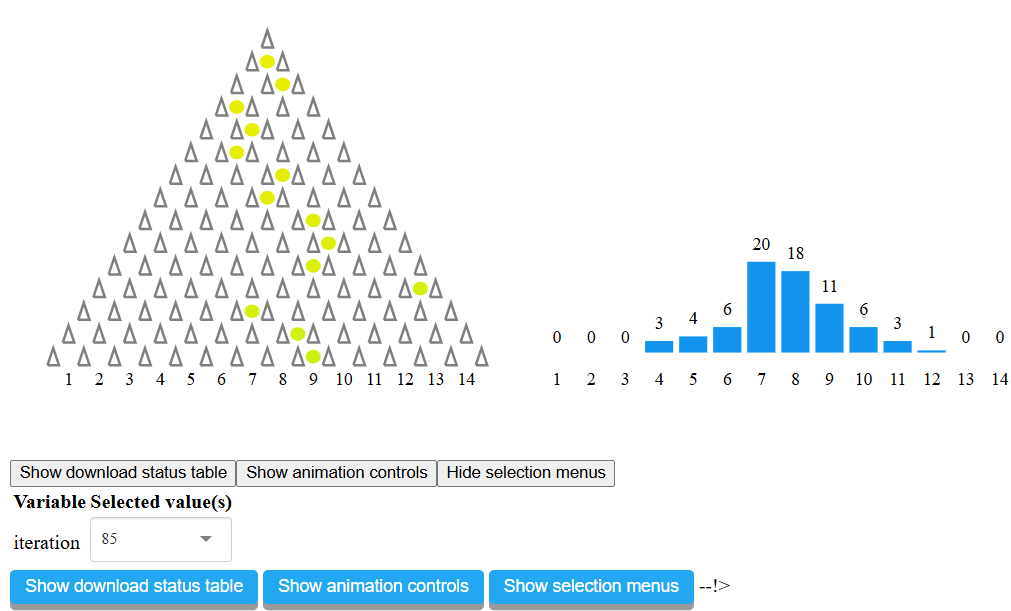 20
18
11
6
6
4
3
3
1
0 0 0
0 0
1 2 3 4 5 6 7 8 9 10 11 12 13 14
1 2 3 4 5 6 7 8 9 10 11 12 13 14
Show download status table Show animation controls Hide selection menus
Variable Selected value(s)
iteration 85
Show download status table Show animation controls Show selection menus --!>